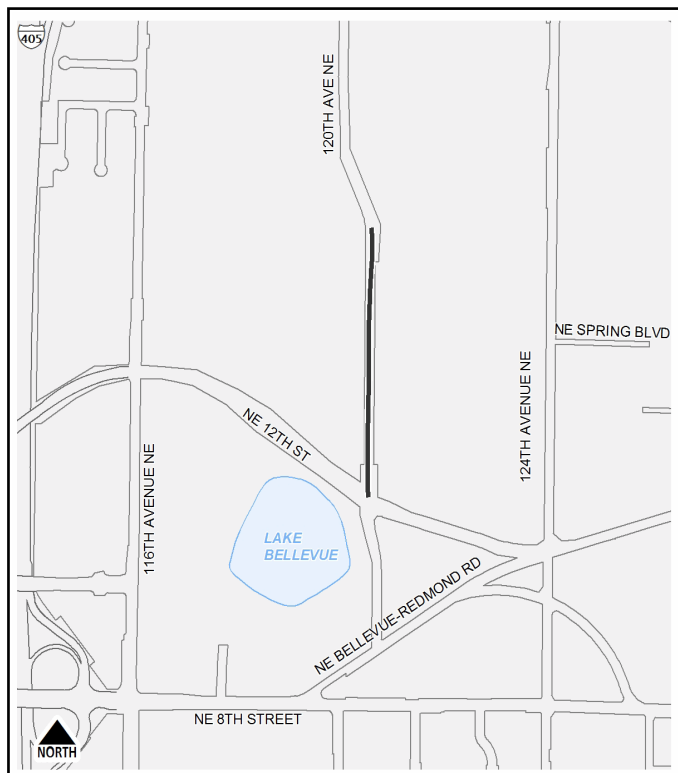 405
120TH AVE NE
NE SPRING BLVD
124TH AVENUE NE
NE 12TH ST
116TH AVENUE NE
LAKE
BELLEVUE
NE BELLEVUE-REDMOND RD
NE 8TH STREET
NORTH